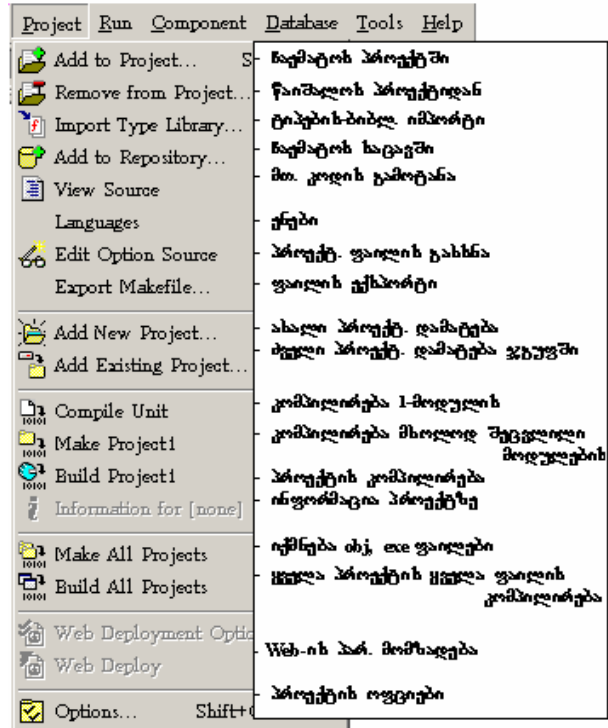 Project Run Component Database Tools Help
Add to Project... S - ჩაემატოს პროექტში
Remove from Project... - წაიშალოს პროექტიდან
Import Type Library... - ტიპების-ბიბლ. იმპორტი
Add to Repository... - ჩაემატოს საცავში
View Source - მთ. კოდის გამოტანა
Languages - ენები
Edit Option Source - პროექტ. ფაილის გახსნა
Export Makefile... - ფაილის ექსპორტი
Add New Project... - ახალი პროექტ. დამატება
Add Existing Project... - ძველი პროექტ. დამატება ჯგუფში
Compile Unit - კომპილირება 1-მოდულის
Make Project1 - კომპილირება მხოლოდ შეცვლილი
მოდულების
Build Project1 - პროექტის კომპილირება
Information for [none] - ინფორმაცია პროექტზე
Make All Projects - იქმნება obj, exe ფაილები
Build All Projects - ყველა პროექტის ყველა ფაილის
კომპილირება
Web Deployment Optio
Web Deploy - Web-ის პარ. მომზადება
Options... Shift+C - პროექტის ოფციები